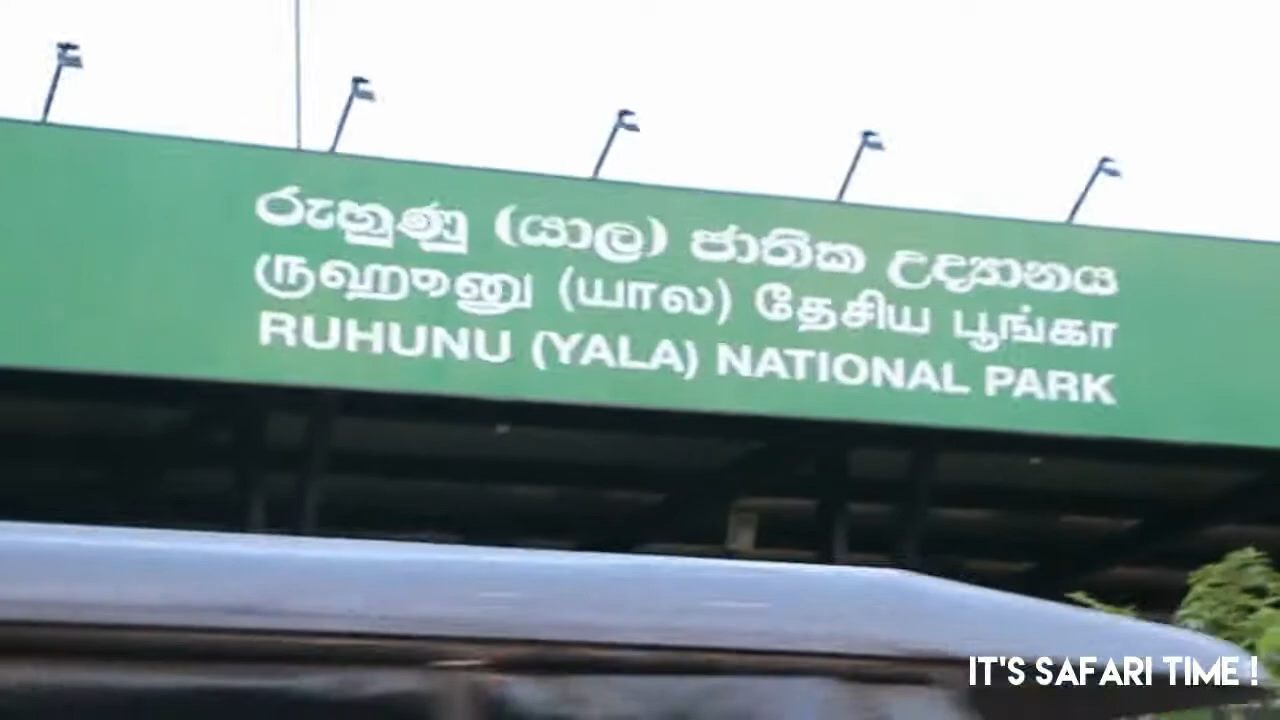 රුහුණු (යාල) ජාතික උද්‍යානය
ருஹூனு (யால) தேசிய பூங்கா
RUHUNU (YALA) NATIONAL PARK
IT'S SAFARI TIME !